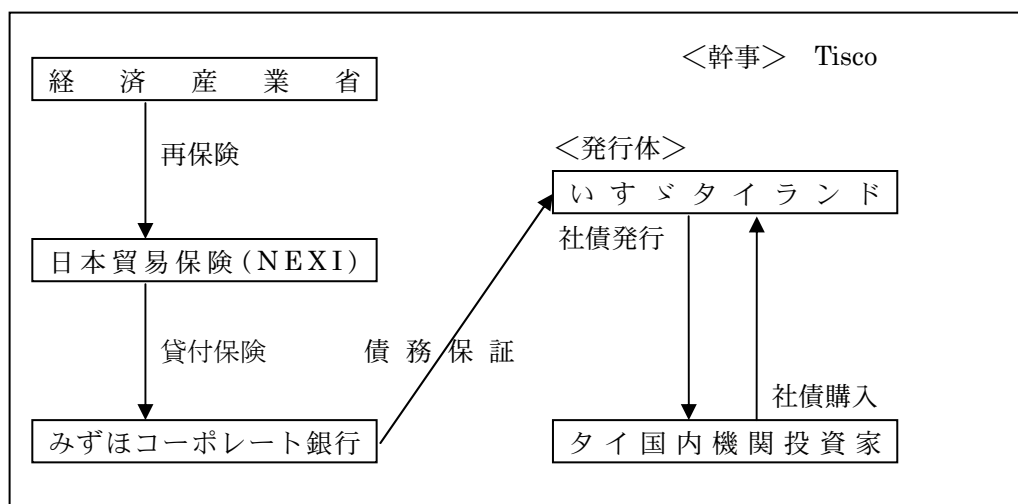 経済産業省
＜幹事＞ Tisco
再保険
＜発行体＞
いすゞタイランド
社債発行
日本貿易保険(NEXI)
貸付保険
債務保証
社債購入
みずほコーポレート銀行
タイ国内機関投資家